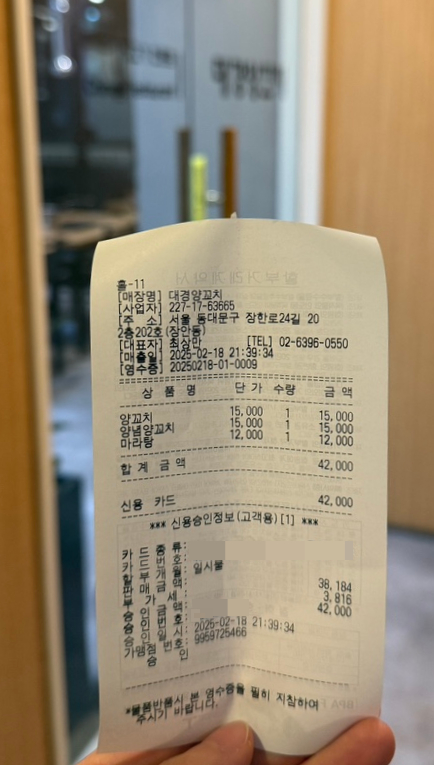 홀-11
[매장명] 대경양꼬치
[사업자] 227-17-63665
[주 소] 서울 동대문구 장한로24길 20
2층202호(장안동)
[대표자] 최상만 [TEL] 02-6396-0550
[매출일] 2025-02-18 21:39:34
[영수증] 20250218-01-0009
상 품 명 단 가 수량 금 액
양꼬치 15,000 1 15,000
양념양꼬치 15,000 1 15,000
마라탕 12,000 1 12,000
합 계 금 액 42,000
신용 카드 42,000
*** 신용승인정보(고객용)[1] ***
카 드 종 류:
카 드 번 호:
할 부 개 월: 일시불
판 매 금 액: 38,184
부 가 세: 3,816
승 인 금 액: 42,000
승 인 번 호:
승 인 일 시: 2025-02-18 21:39:34
가맹점 번호: 9959725466
승 인
*물품반품시 본 영수증을 필히 지참하여
주시기 바랍니다.